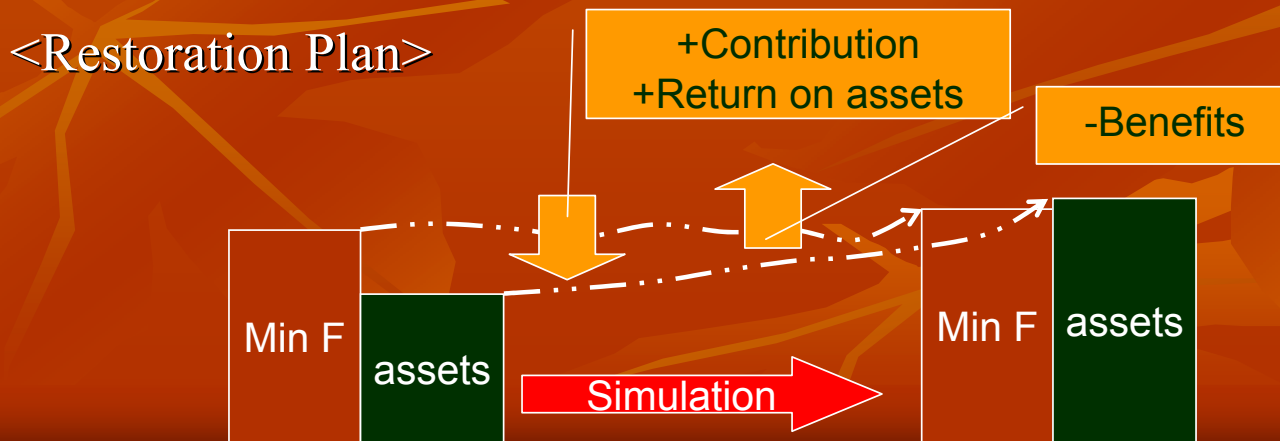 <Restoration Plan>
+Contribution
+Return on assets
-Benefits
Min F
assets
Simulation
Min F
assets